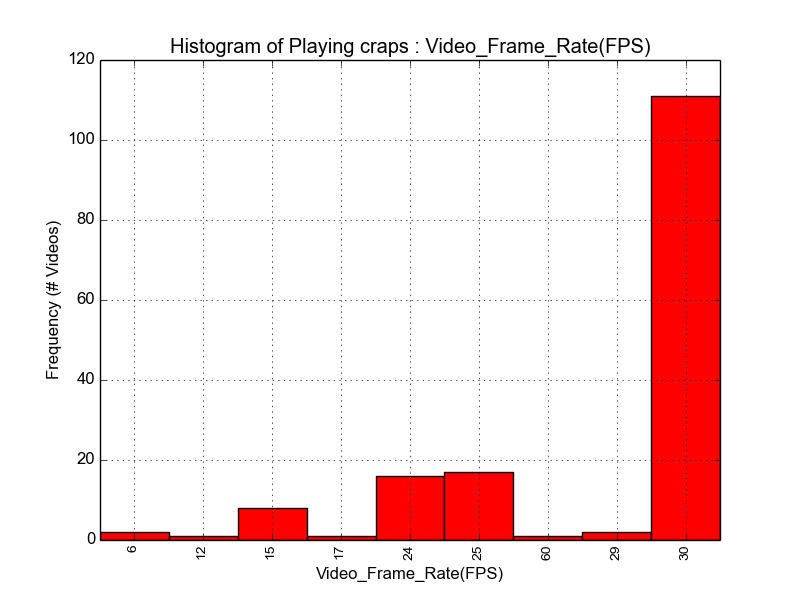 Histogram of Playing craps : Video_Frame_Rate(FPS)
120
100
80
60
40
20
0
Frequency (# Videos)
6 12 15 17 24 25 60 29 30
Video_Frame_Rate(FPS)